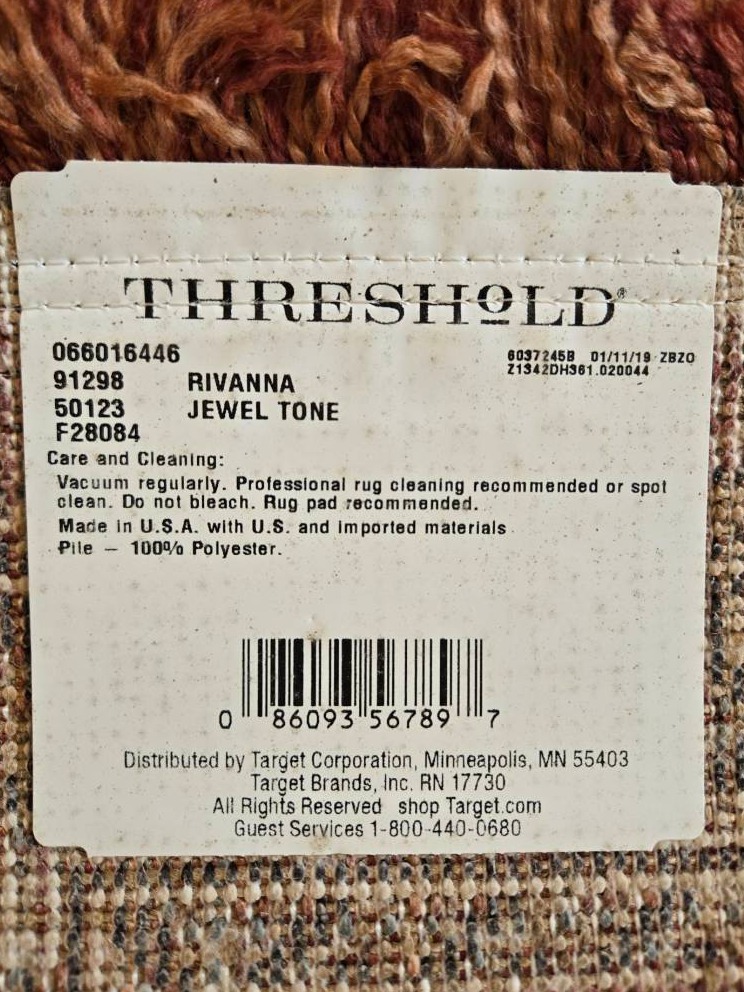 THRESHOLD®
066016446
6037245B 01/11/19 ZBZO
Z1342DH361.020044
91298 RIVANNA
50123 JEWEL TONE
F28084
Care and Cleaning:
Vacuum regularly. Professional rug cleaning recommended or spot
clean. Do not bleach. Rug pad recommended.
Made in U.S.A. with U.S. and imported materials
Pile – 100% Polyester.
0 86093 56789 7
Distributed by Target Corporation, Minneapolis, MN 55403
Target Brands, Inc. RN 17730
All Rights Reserved shop Target.com
Guest Services 1-800-440-0680